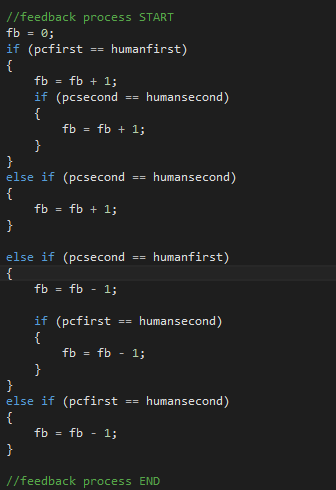 //feedback process START
fb = 0;
if (pcfirst == humanfirst)
{
    fb = fb + 1;
    if (pcsecond == humansecond)
    {
        fb = fb + 1;
    }
}
else if (pcsecond == humansecond)
{
    fb = fb + 1;
}

else if (pcsecond == humanfirst)
{
    fb = fb - 1;

    if (pcfirst == humansecond)
    {
        fb = fb - 1;
    }
}
else if (pcfirst == humansecond)
{
    fb = fb - 1;
}

//feedback process END